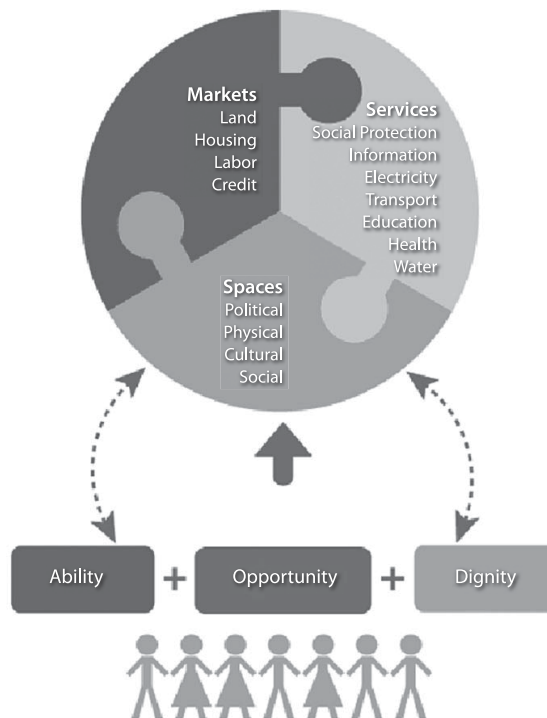 Markets
Land
Housing
Labor
Credit
Services
Social Protection
Information
Electricity
Transport
Education
Health
Water
Spaces
Political
Physical
Cultural
Social
Ability + Opportunity + Dignity